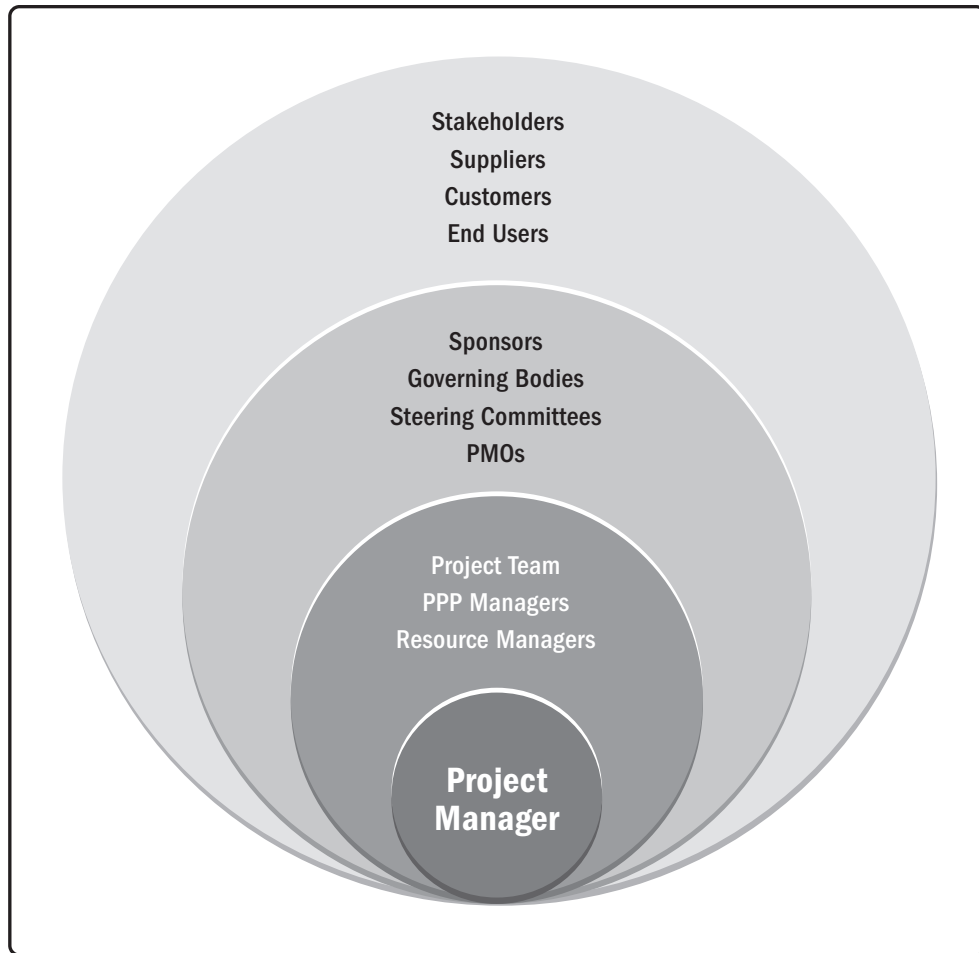 Stakeholders
Suppliers
Customers
End Users
Sponsors
Governing Bodies
Steering Committees
PMOs
Project Team
PPP Managers
Resource Managers
Project
Manager